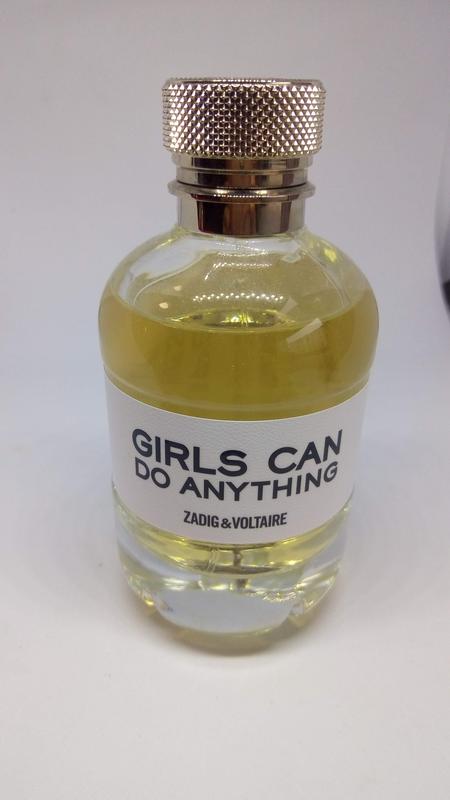 GIRLS CAN
DO ANYTHING
ZADIG & VOLTAIRE